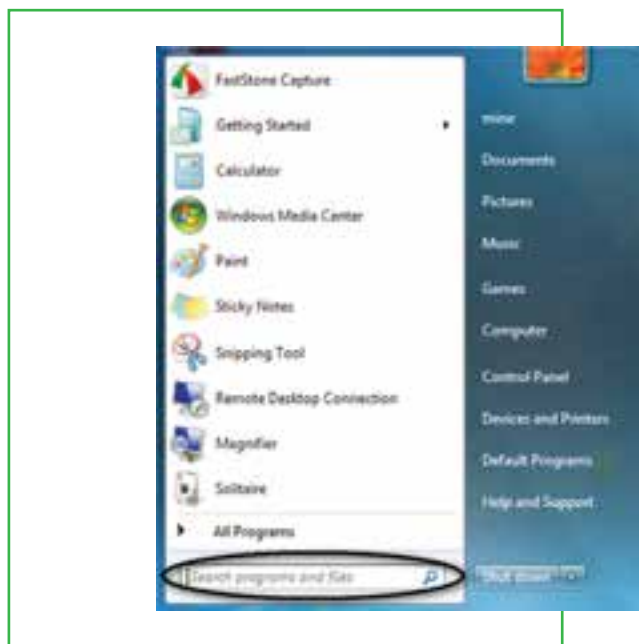 FastStone Capture
Getting Started
Calculator
Windows Media Center
Paint
Sticky Notes
Snipping Tool
Remote Desktop Connection
Magnifier
Solitaire
All Programs
Search programs and files
mine
Documents
Pictures
Music
Games
Computer
Control Panel
Devices and Printers
Default Programs
Help and Support
Shut down